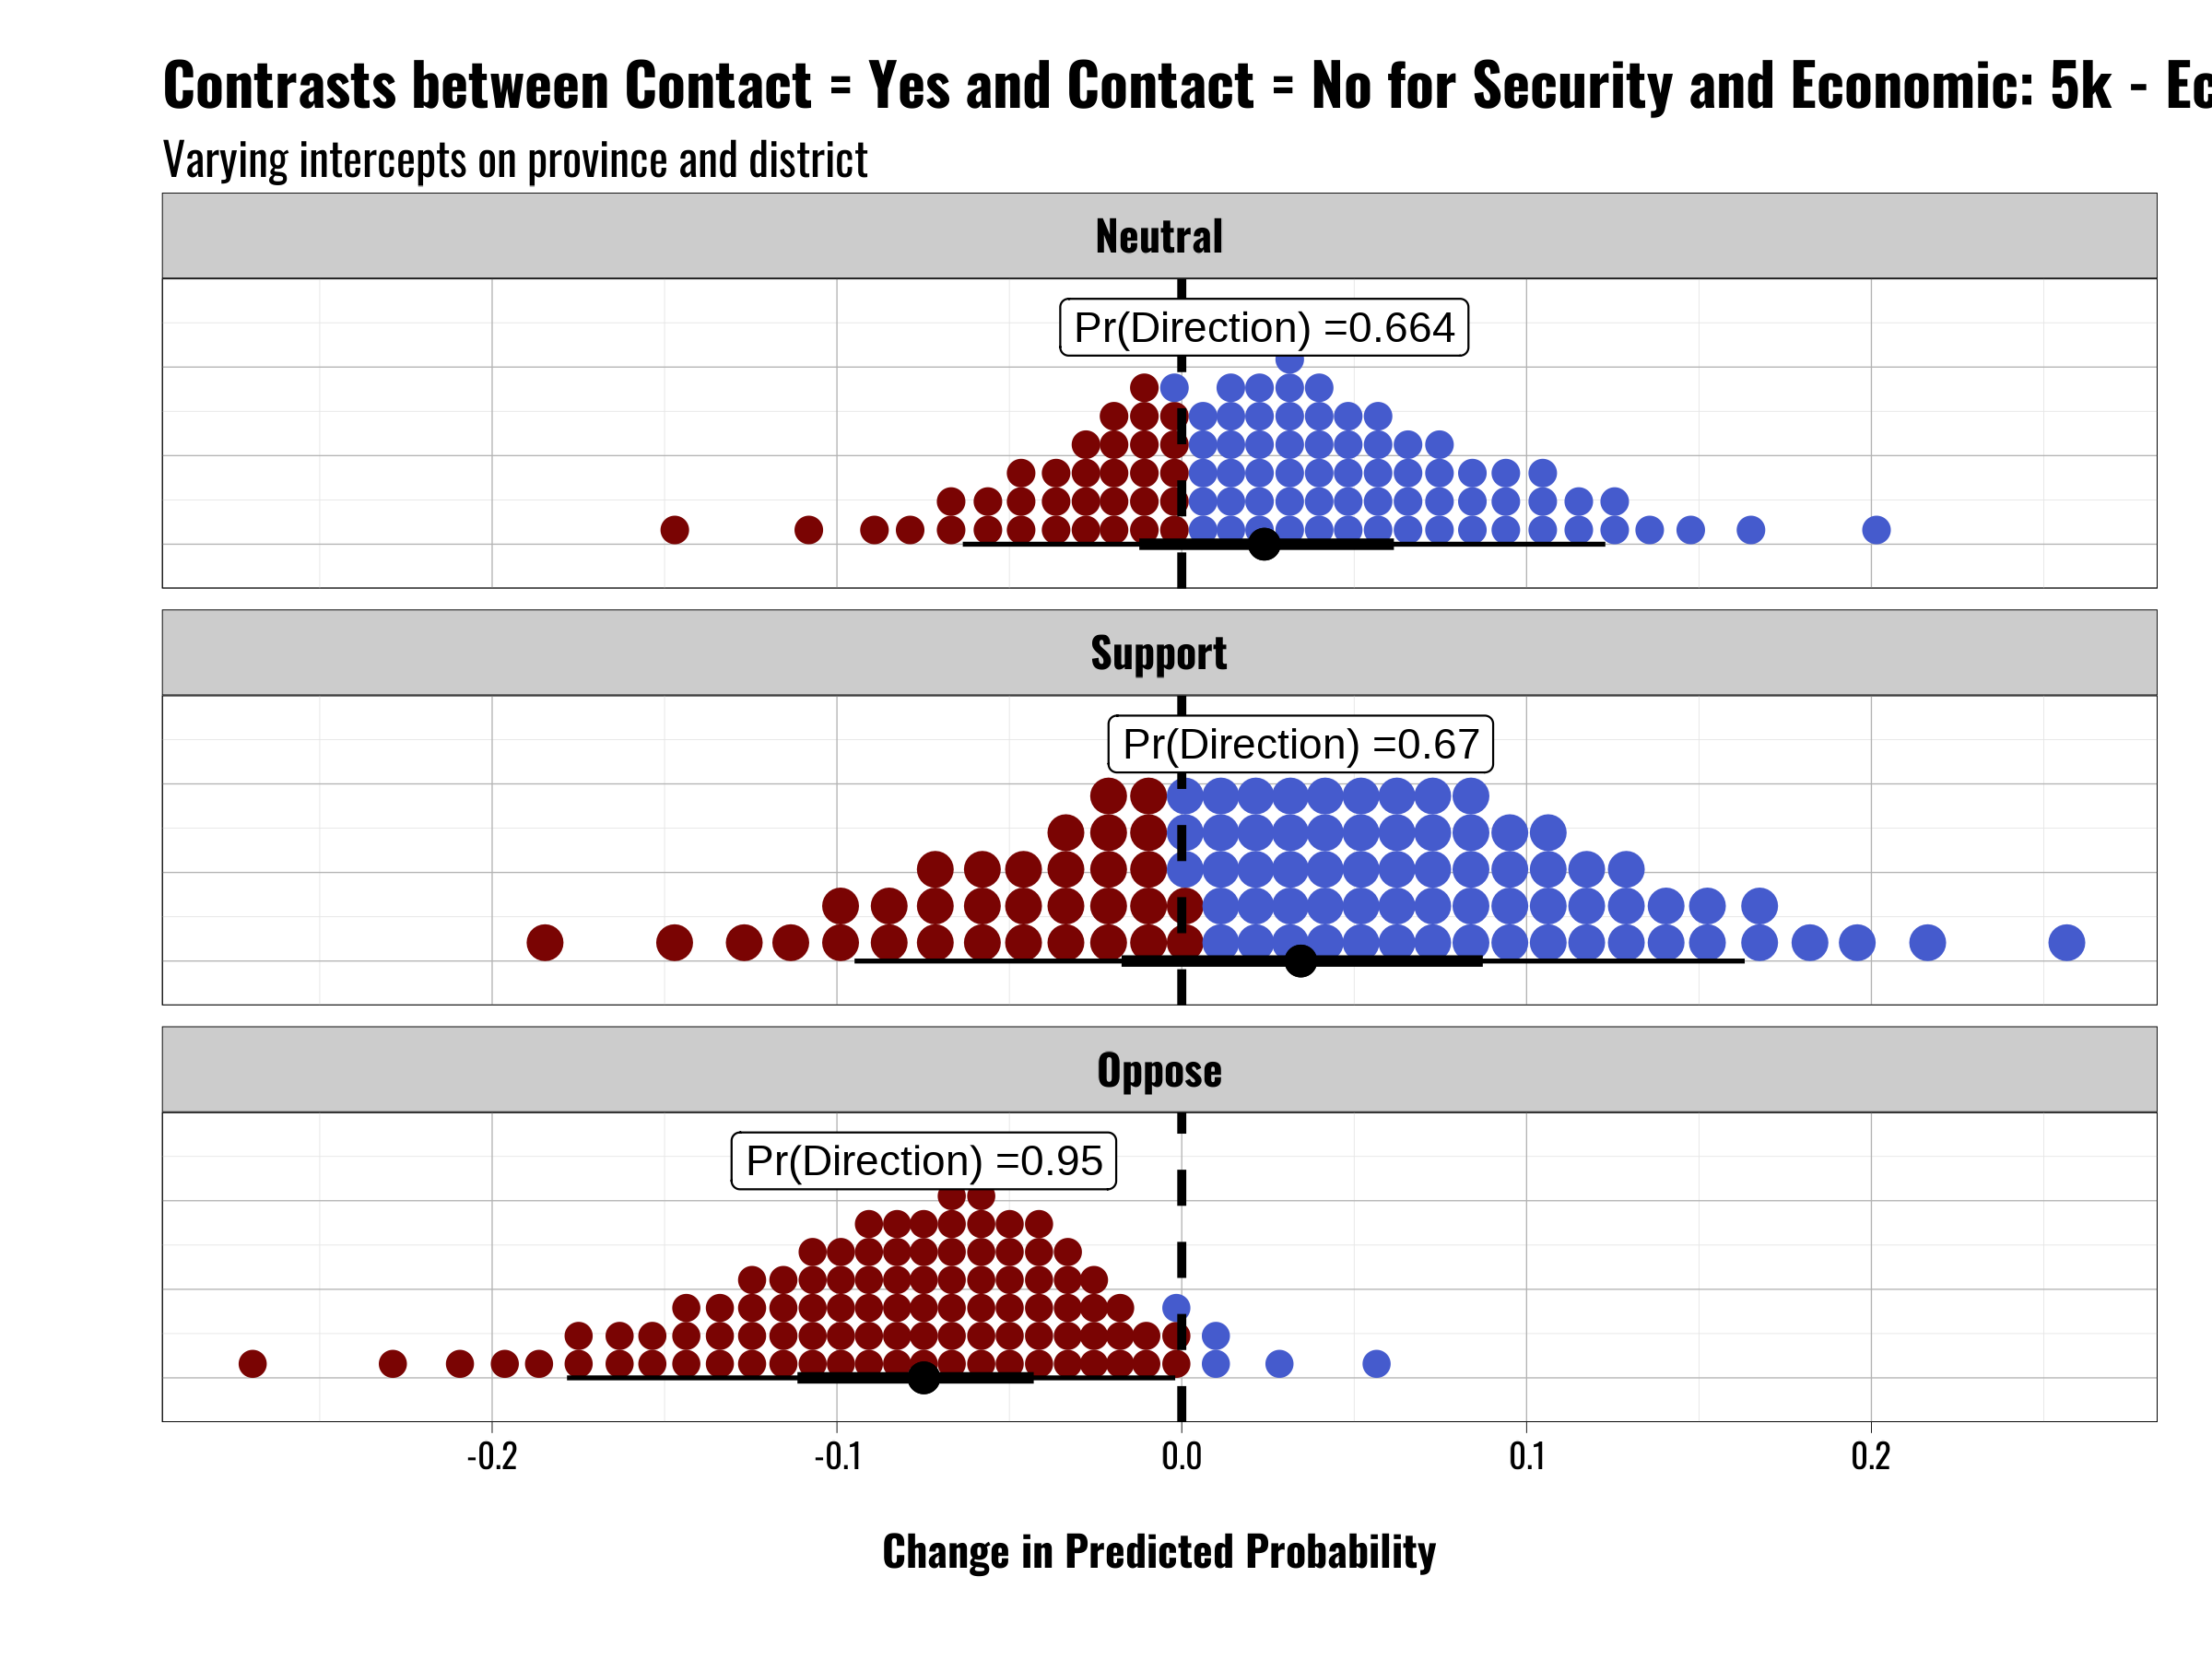 Contrasts between Contact = Yes and Contact = No for Security and Economic: 5k - Ec
Varying intercepts on province and district
Neutral
Pr(Direction) =0.664
Support
Pr(Direction) =0.67
Oppose
Pr(Direction) =0.95
-0.2 -0.1 0.0 0.1 0.2
Change in Predicted Probability